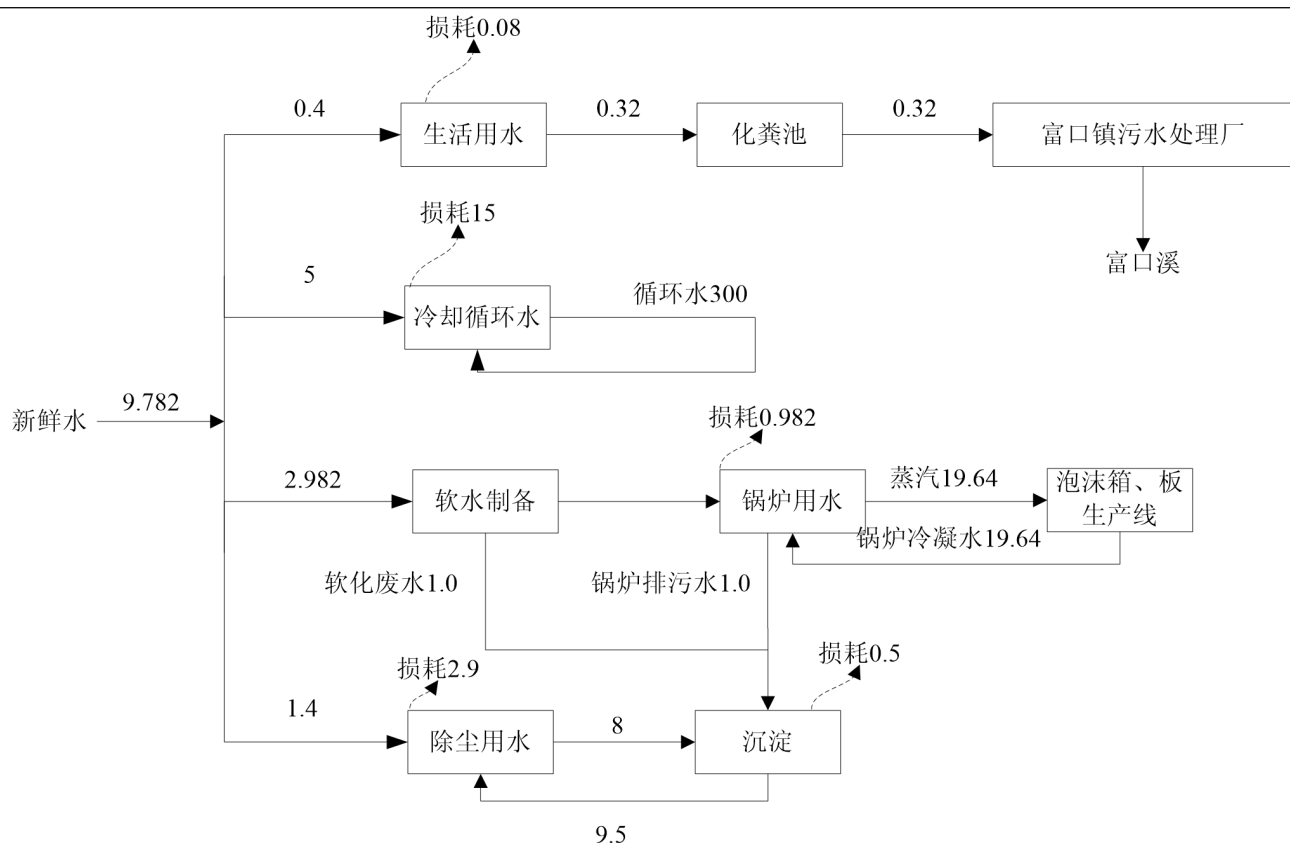 损耗0.08
0.4
生活用水
0.32
化粪池
0.32
富口镇污水处理厂
损耗15
富口溪
5
冷却循环水
循环水300
新鲜水
9.782
损耗0.982
2.982
软水制备
锅炉用水
蒸汽19.64
泡沫箱、板
生产线
锅炉冷凝水19.64
软化废水1.0
锅炉排污水1.0
损耗2.9
损耗0.5
1.4
除尘用水
8
沉淀
9.5